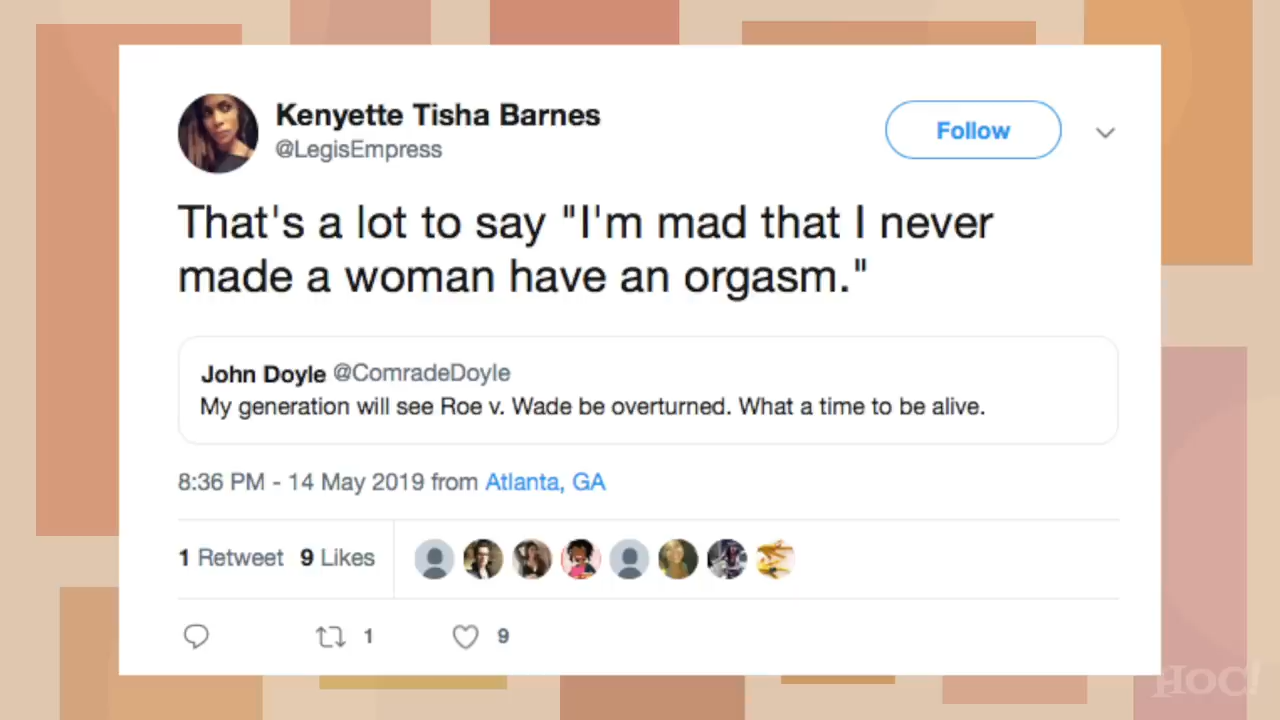 Kenyette Tisha Barnes
@LegisEmpress
Follow
That's a lot to say "I'm mad that I never
made a woman have an orgasm."
John Doyle @ComradeDoyle
My generation will see Roe v. Wade be overturned. What a time to be alive.
8:36 PM - 14 May 2019 from Atlanta, GA
1 Retweet 9 Likes
1 9
HOC!